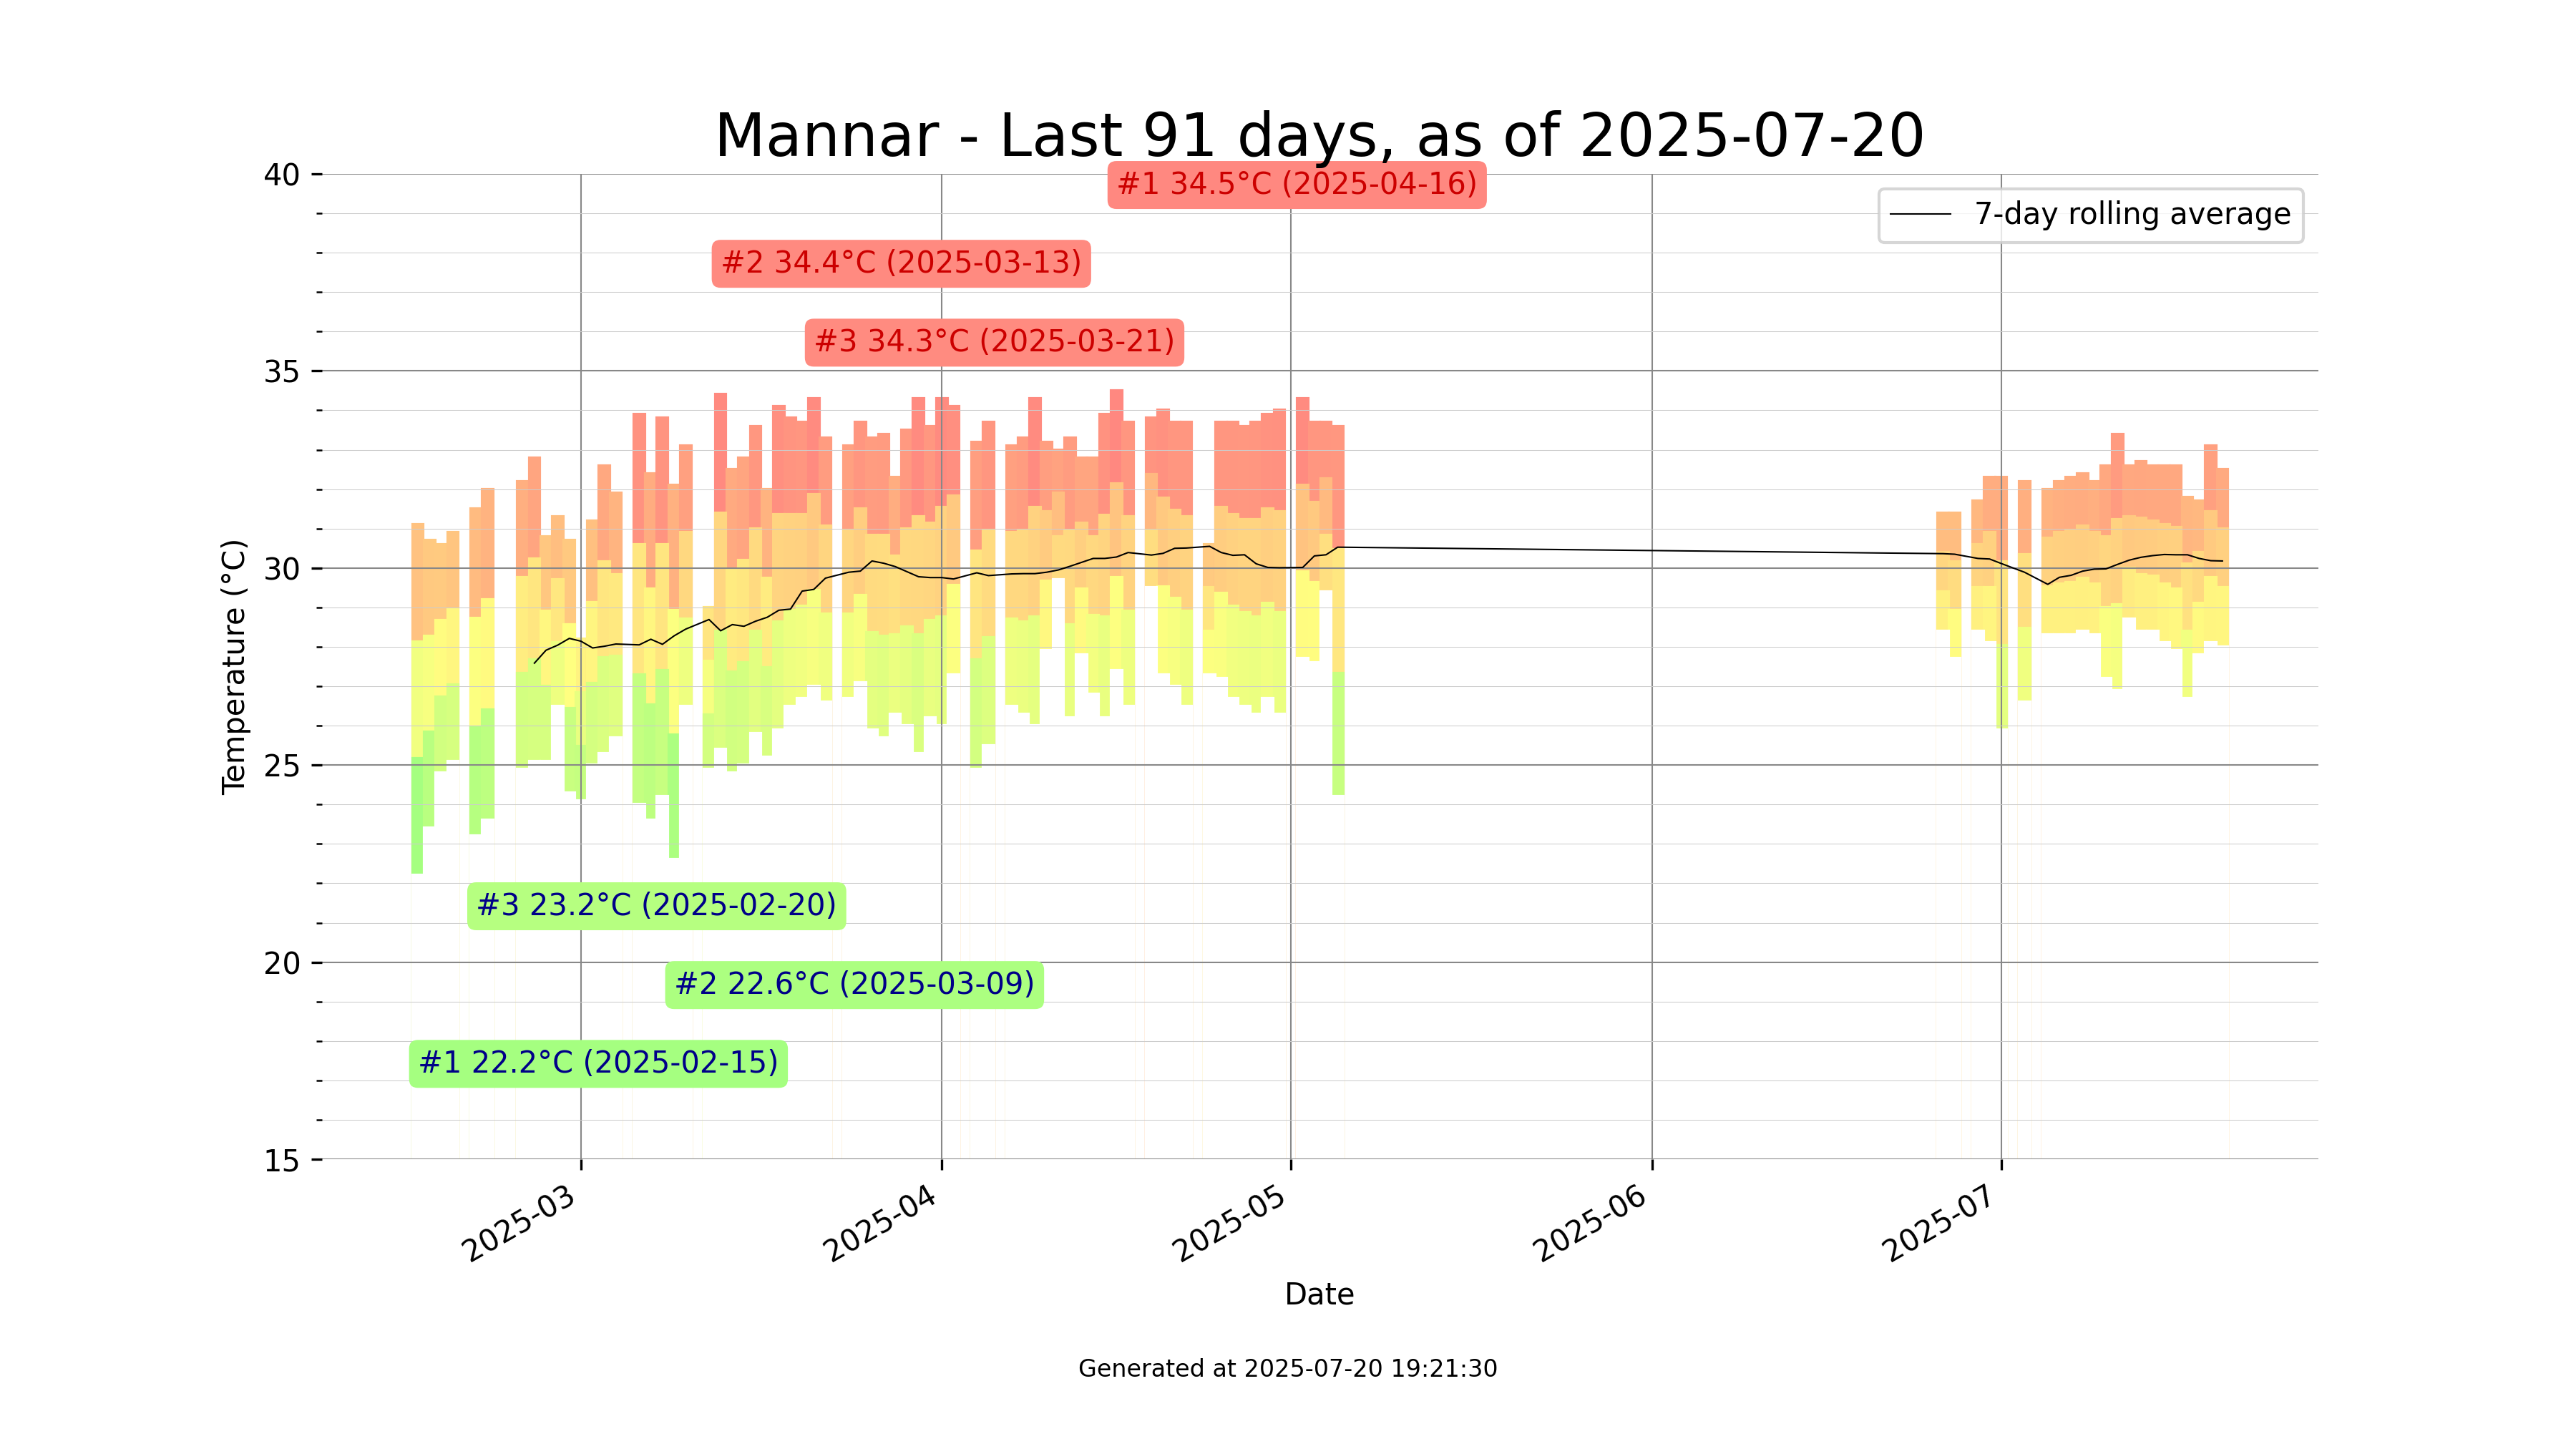 Mannar - Last 91 days, as of 2025-07-20
#1 34.5°C (2025-04-16)
7-day rolling average
#2 34.4°C (2025-03-13)
#3 34.3°C (2025-03-21)
40
35
30
25
20
15
Temperature (°C)
#3 23.2°C (2025-02-20)
#2 22.6°C (2025-03-09)
#1 22.2°C (2025-02-15)
2025-03
2025-04
2025-05
2025-06
2025-07
Date
Generated at 2025-07-20 19:21:30